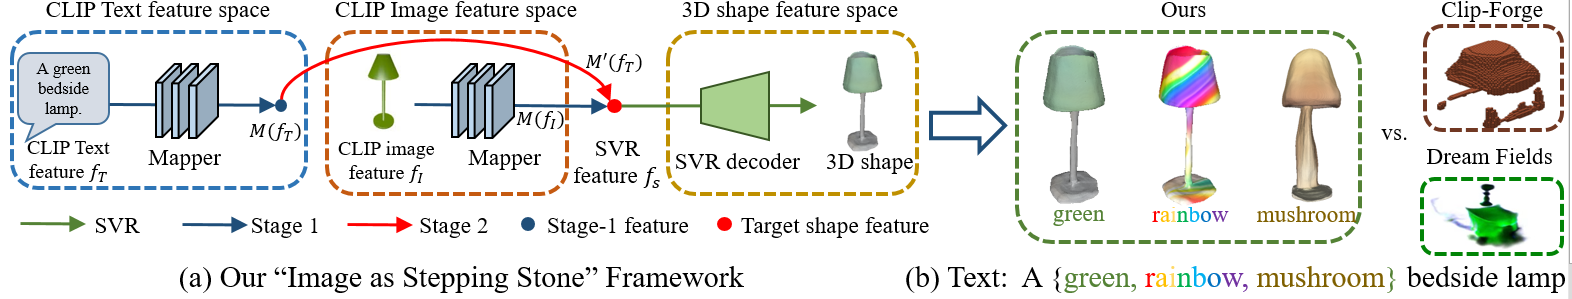 CLIP Text feature space
CLIP Image feature space
3D shape feature space
Ours
Clip-Forge
A green
bedside
lamp.
M(f_T)
M'(f_T)
M(f_I)
CLIP Text
feature f_T
Mapper
CLIP image
feature f_I
Mapper
SVR
feature f_s
SVR decoder
3D shape
green
rainbow
mushroom
vs.
Dream Fields
SVR
Stage 1
Stage 2
Stage-1 feature
Target shape feature
(a) Our “Image as Stepping Stone” Framework
(b) Text: A {green, rainbow, mushroom} bedside lamp